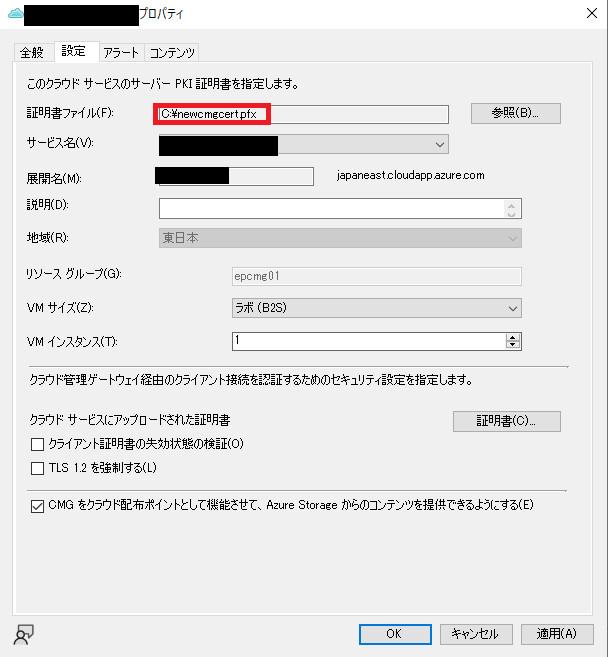 プロパティ
全般 設定 アラート コンテンツ
このクラウド サービスのサーバー PKI 証明書を指定します。
証明書ファイル(F): C:¥newcmgcert.pfx 参照(B)...
サービス名(V):
展開名(M): japaneast.cloudapp.azure.com
説明(D):
地域(R): 東日本
リソース グループ(G): epcmg01
VM サイズ(Z): ラボ (B2S)
VM インスタンス(T): 1
クラウド管理ゲートウェイ経由のクライアント接続を認証するためのセキュリティ設定を指定します。
クラウド サービスにアップロードされた証明書 証明書(C)...
クライアント証明書の失効状態の検証(O)
TLS 1.2 を強制する(L)
CMG をクラウド配布ポイントとして機能させて、Azure Storage からのコンテンツを提供できるようにする(E)
OK キャンセル 適用(A)